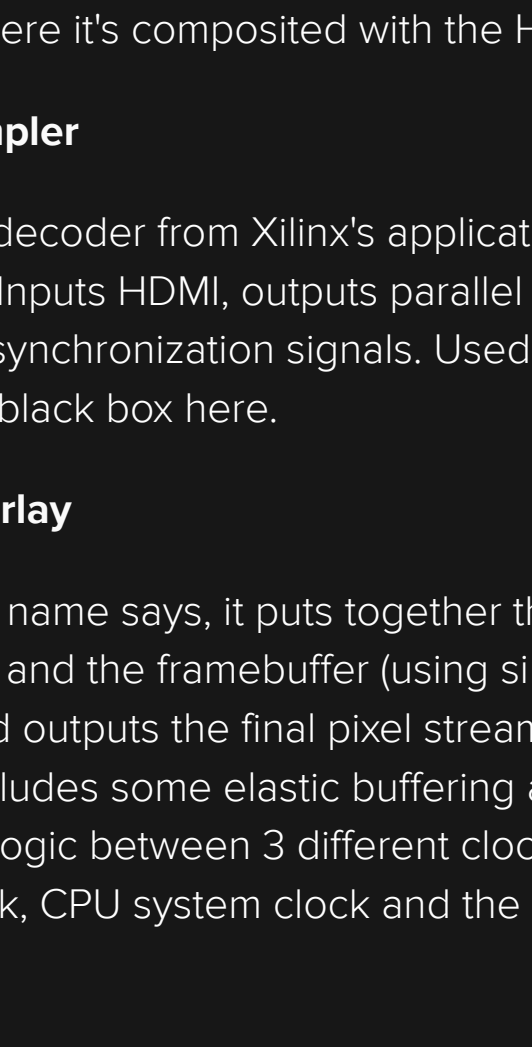 ere it's composited with the H
pler
decoder from Xilinx's applicat
Inputs HDMI, outputs parallel
synchronization signals. Used
black box here.
rlay
name says, it puts together th
and the framebuffer (using si
d outputs the final pixel stream
ludes some elastic buffering a
ogic between 3 different cloc
k, CPU system clock and the